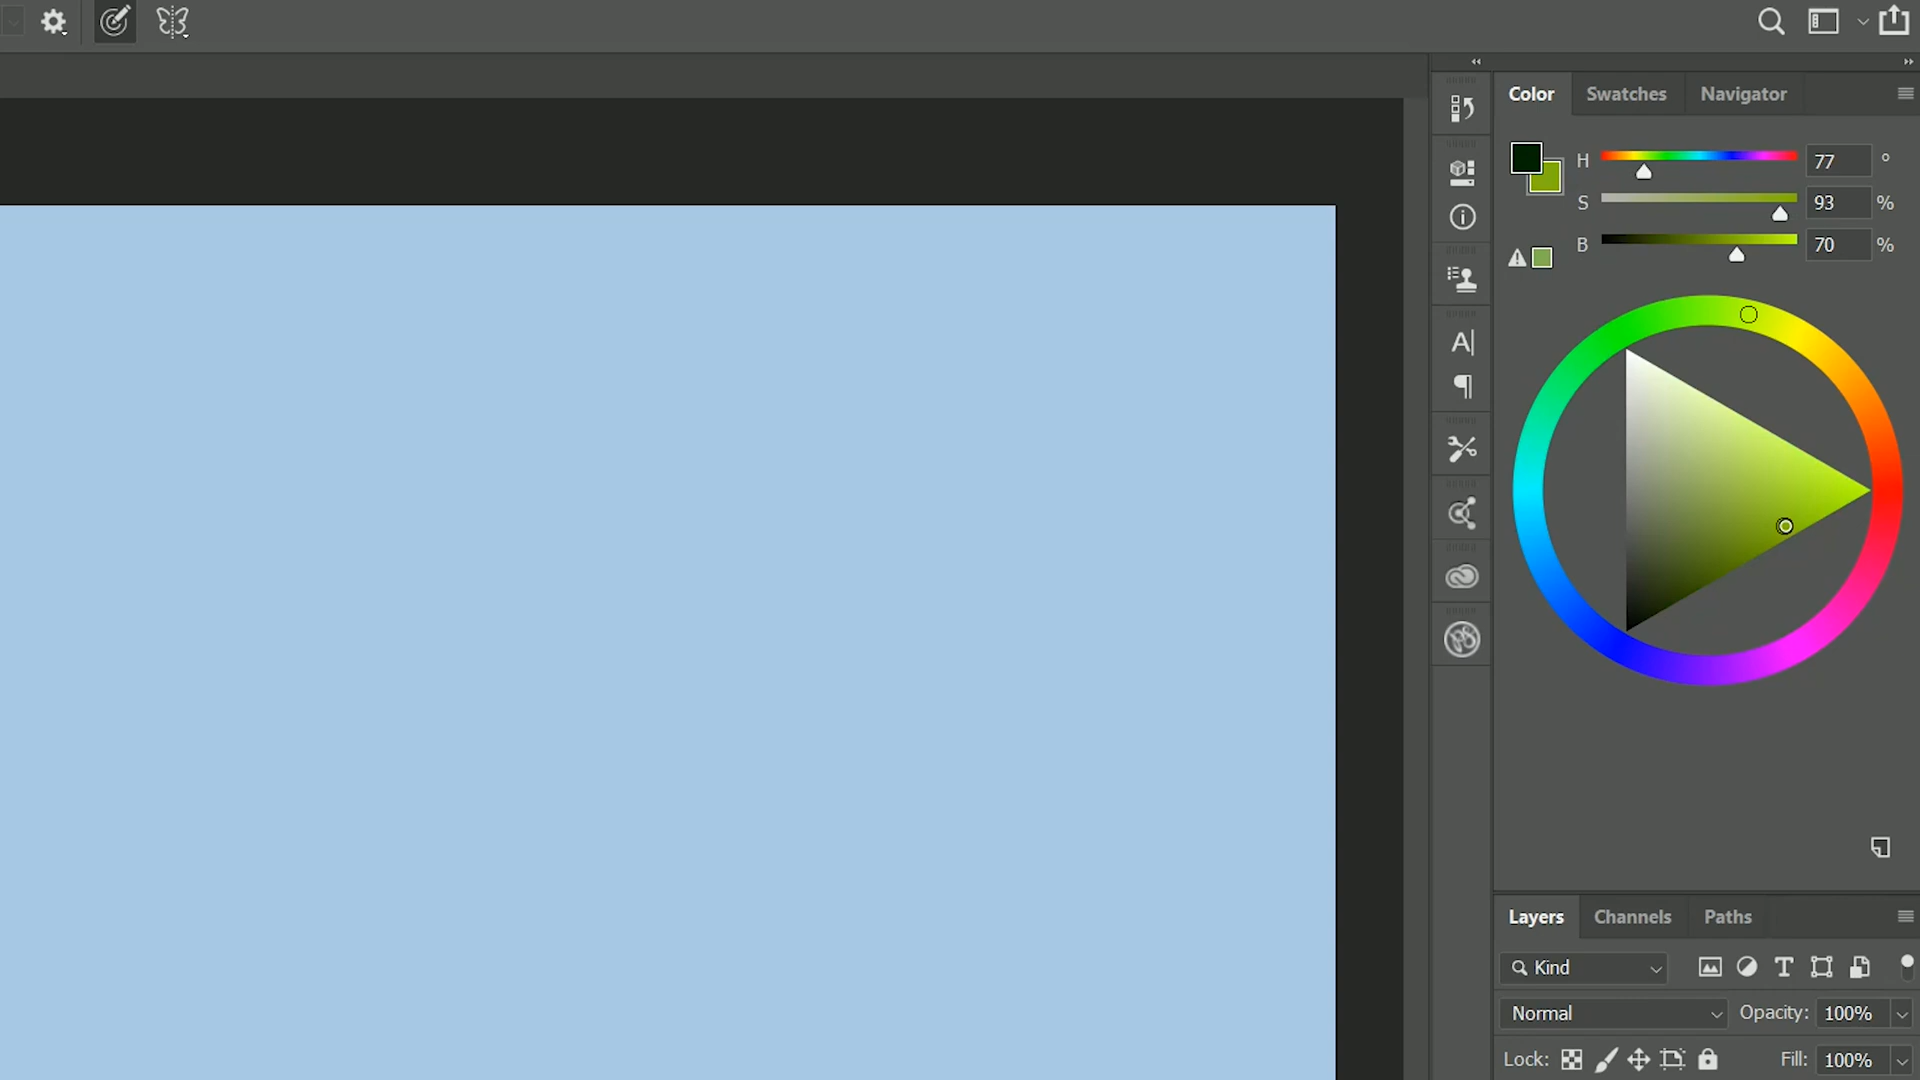 Color Swatches Navigator
H 77 °
S 93 %
B 70 %
Layers Channels Paths
Kind
Normal Opacity: 100%
Lock: Fill: 100%